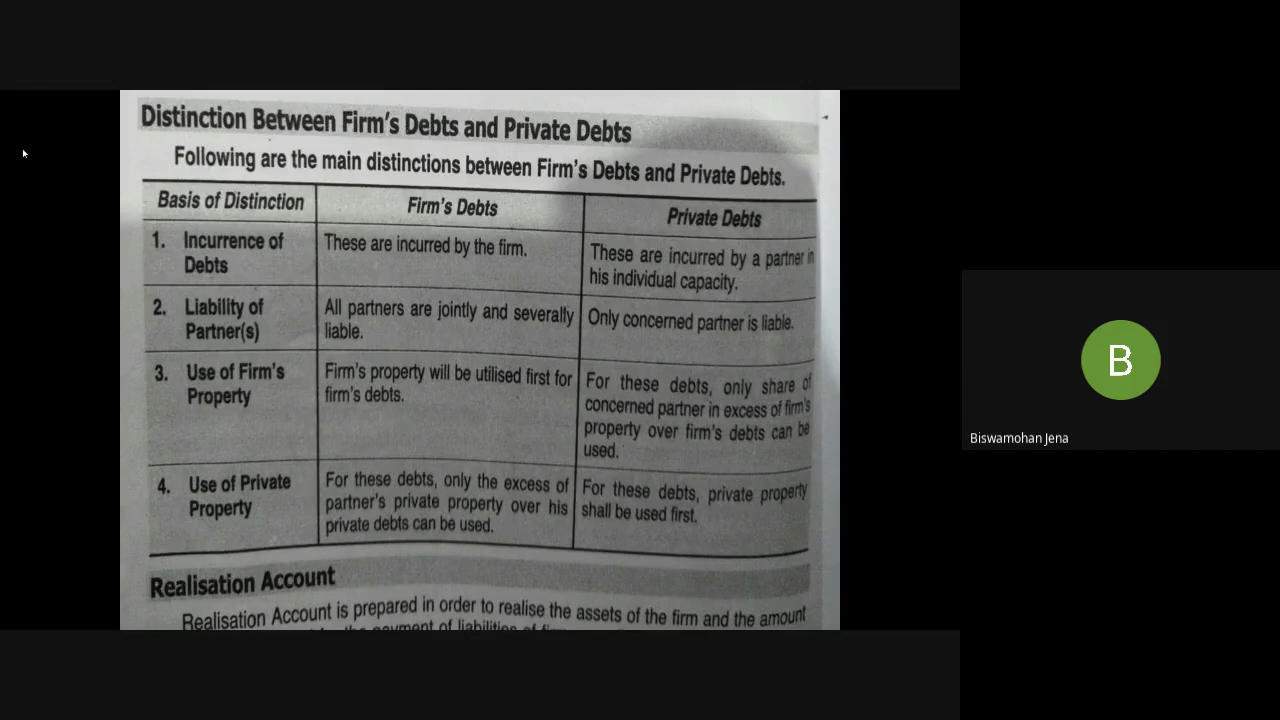 Distinction Between Firm's Debts and Private Debts
Following are the main distinctions between Firm's Debts and Private Debts.
Basis of Distinction
Firm's Debts
Private Debts
1. Incurrence of
Debts
These are incurred by the firm.
These are incurred by a partner in
his individual capacity.
2. Liability of
Partner(s)
All partners are jointly and severally
liable.
Only concerned partner is liable.
3. Use of Firm's
Property
Firm's property will be utilised first for
firm's debts.
For these debts, only share of
concerned partner in excess of firm's
property over firm's debts can be
used.
4. Use of Private
Property
For these debts, only the excess of
partner's private property over his
private debts can be used.
For these debts, private property
shall be used first.
Realisation Account
Realisation Account is prepared in order to realise the assets of the firm and the amount
payment of liabilities of
B
Biswamohan Jena